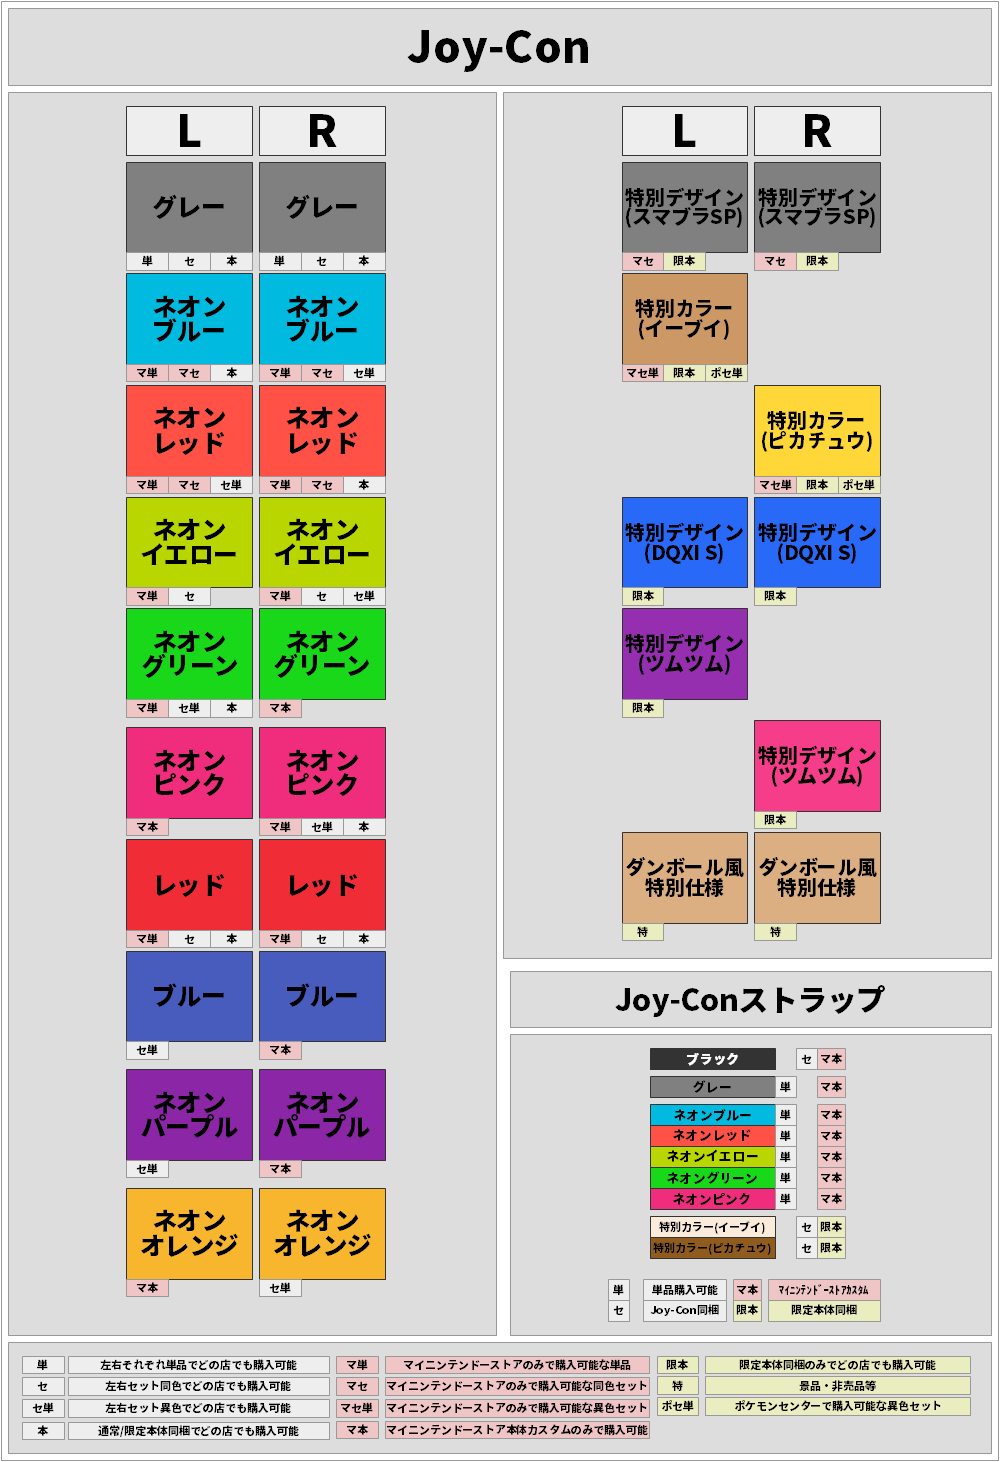 Joy-Con
L R
グレー グレー
単 セ 本 単 セ 本
ネオン ネオン
ブルー ブルー
マ単 マセ 本 マ単 マセ セ単
ネオン ネオン
レッド レッド
マ単 マセ セ単 マ単 マセ 本
ネオン ネオン
イエロー イエロー
マ単 セ マ単 セ セ単
ネオン ネオン
グリーン グリーン
マ単 セ単 本 マ本
ネオン ネオン
ピンク ピンク
マ本 マ単 セ単 本
レッド レッド
マ単 セ 本 マ単 セ 本
ブルー ブルー
セ単 マ本
ネオン ネオン
パープル パープル
セ単 マ本
ネオン ネオン
オレンジ オレンジ
マ本 セ単
L R
特別デザイン 特別デザイン
(スマブラSP) (スマブラSP)
マセ 限本 マセ 限本
特別カラー
(イーブイ)
マセ単 限本 ポセ単
特別カラー
(ピカチュウ)
マセ単 限本 ポセ単
特別デザイン 特別デザイン
(DQXI S) (DQXI S)
限本 限本
特別デザイン
(ツムツム)
限本
特別デザイン
(ツムツム)
限本
ダンボール風 ダンボール風
特別仕様 特別仕様
特 特
Joy-Conストラップ
ブラック セ マ本
グレー 単 マ本
ネオンブルー 単 マ本
ネオンレッド 単 マ本
ネオンイエロー 単 マ本
ネオングリーン 単 マ本
ネオンピンク 単 マ本
特別カラー(イーブイ) セ 限本
特別カラー(ピカチュウ) セ 限本
単 単品購入可能 マ本 ﾏｲﾆﾝﾃﾝﾄﾞｰｽﾄｱｶｽﾀﾑ
セ Joy-Con同梱 限本 限定本体同梱
単 左右それぞれ単品でどの店でも購入可能 マ単 マイニンテンドーストアのみで購入可能な単品 限本 限定本体同梱のみでどの店でも購入可能
セ 左右セット同色でどの店でも購入可能 マセ マイニンテンドーストアのみで購入可能な同色セット 特 景品・非売品等
セ単 左右セット異色でどの店でも購入可能 マセ単 マイニンテンドーストアのみで購入可能な異色セット ポセ単 ポケモンセンターで購入可能な異色セット
本 通常/限定本体同梱でどの店でも購入可能 マ本 マイニンテンドーストア本体カスタムのみで購入可能